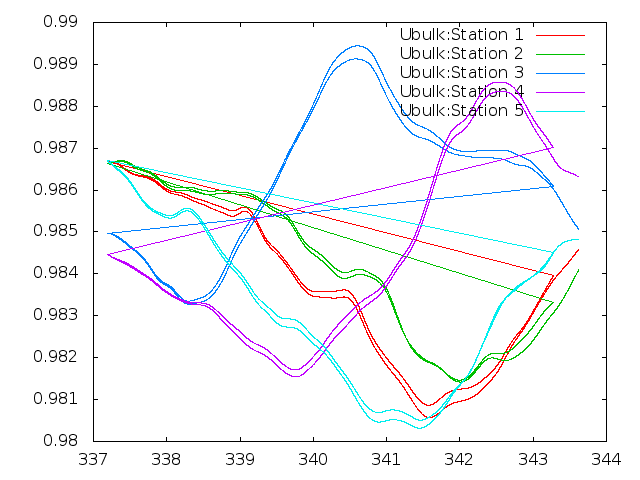 0.99
0.989
0.988
0.987
0.986
0.985
0.984
0.983
0.982
0.981
0.98
337 338 339 340 341 342 343 344
Ubulk:Station 1
Ubulk:Station 2
Ubulk:Station 3
Ubulk:Station 4
Ubulk:Station 5